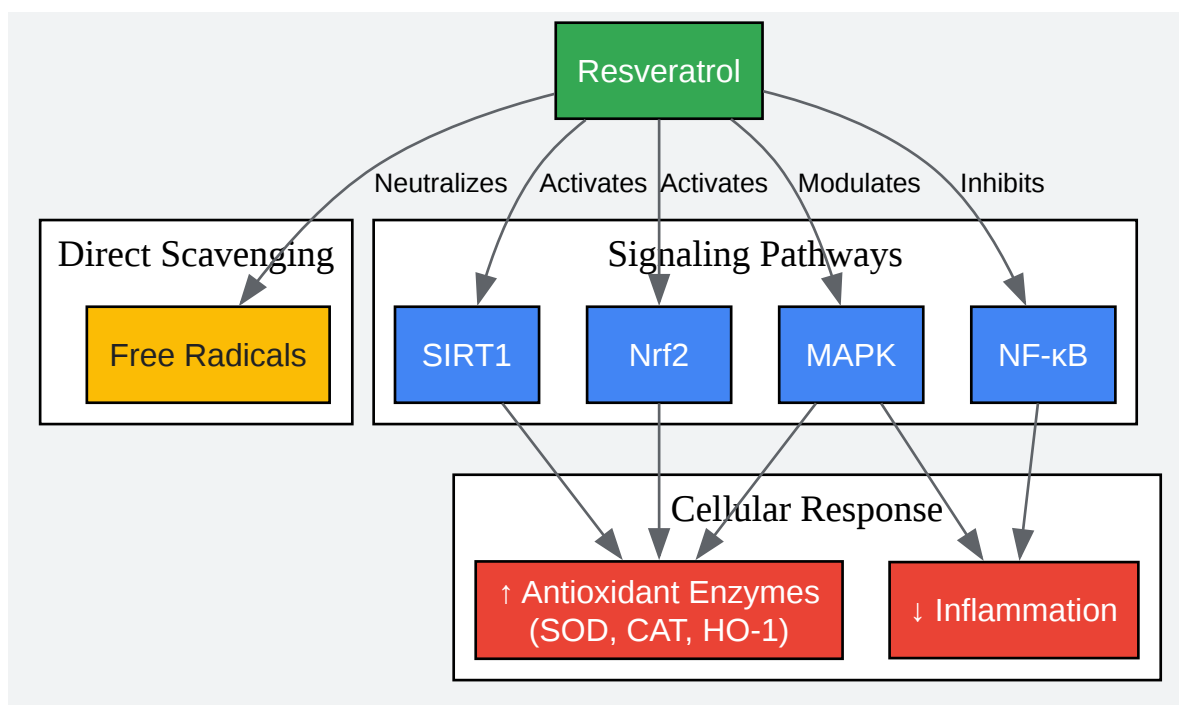 Resveratrol
Neutralizes
Activates
Activates
Modulates
Inhibits
Direct Scavenging
Signaling Pathways
Free Radicals
SIRT1
Nrf2
MAPK
NF-κB
Cellular Response
↑ Antioxidant Enzymes
(SOD, CAT, HO-1)
↓ Inflammation